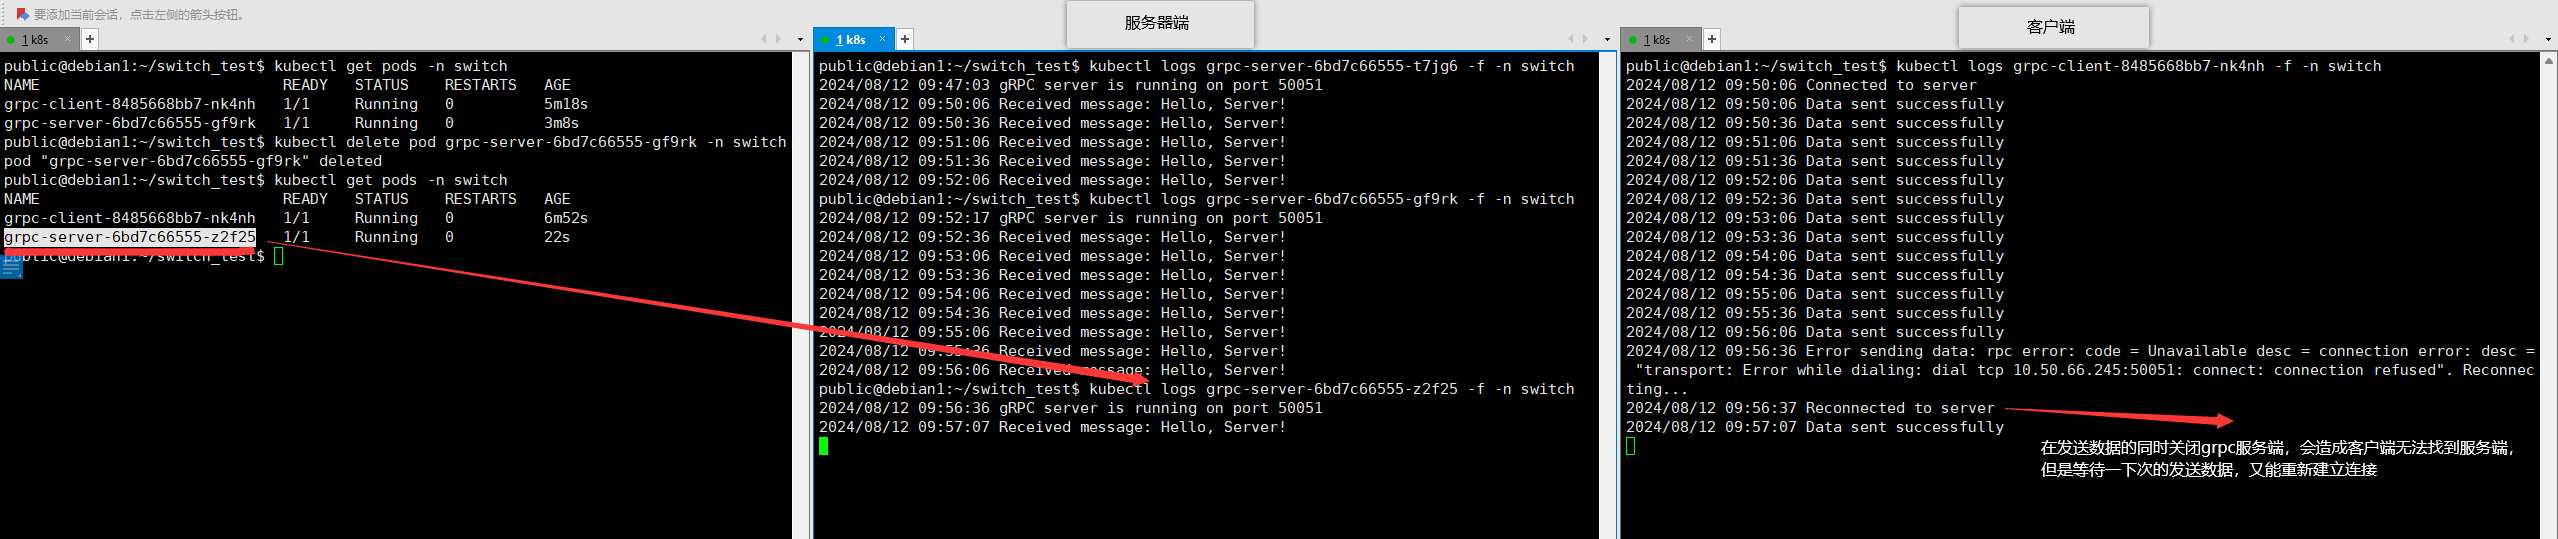 要添加当前会话，点击左侧的箭头按钮。
服务器端
客户端
1 k8s
1 k8s
1 k8s
public@debian1:~/switch_test$ kubectl get pods -n switch
NAME READY STATUS RESTARTS AGE
grpc-client-8485668bb7-nk4nh 1/1 Running 0 5m18s
grpc-server-6bd7c66555-gf9rk 1/1 Running 0 3m8s
public@debian1:~/switch_test$ kubectl delete pod grpc-server-6bd7c66555-gf9rk -n switch
pod "grpc-server-6bd7c66555-gf9rk" deleted
public@debian1:~/switch_test$ kubectl get pods -n switch
NAME READY STATUS RESTARTS AGE
grpc-client-8485668bb7-nk4nh 1/1 Running 0 6m52s
grpc-server-6bd7c66555-z2f25 1/1 Running 0 22s
public@debian1:~/switch_test$
public@debian1:~/switch_test$ kubectl logs grpc-server-6bd7c66555-t7jg6 -f -n switch
2024/08/12 09:47:03 gRPC server is running on port 50051
2024/08/12 09:50:06 Received message: Hello, Server!
2024/08/12 09:50:36 Received message: Hello, Server!
2024/08/12 09:51:06 Received message: Hello, Server!
2024/08/12 09:51:36 Received message: Hello, Server!
2024/08/12 09:52:06 Received message: Hello, Server!
public@debian1:~/switch_test$ kubectl logs grpc-server-6bd7c66555-gf9rk -f -n switch
2024/08/12 09:52:17 gRPC server is running on port 50051
2024/08/12 09:52:36 Received message: Hello, Server!
2024/08/12 09:53:06 Received message: Hello, Server!
2024/08/12 09:53:36 Received message: Hello, Server!
2024/08/12 09:54:06 Received message: Hello, Server!
2024/08/12 09:54:36 Received message: Hello, Server!
2024/08/12 09:55:06 Received message: Hello, Server!
2024/08/12 09:55:36 Received message: Hello, Server!
2024/08/12 09:56:06 Received message: Hello, Server!
public@debian1:~/switch_test$ kubectl logs grpc-server-6bd7c66555-z2f25 -f -n switch
2024/08/12 09:56:36 gRPC server is running on port 50051
2024/08/12 09:57:07 Received message: Hello, Server!
public@debian1:~/switch_test$ kubectl logs grpc-client-8485668bb7-nk4nh -f -n switch
2024/08/12 09:50:06 Connected to server
2024/08/12 09:50:06 Data sent successfully
2024/08/12 09:50:36 Data sent successfully
2024/08/12 09:51:06 Data sent successfully
2024/08/12 09:51:36 Data sent successfully
2024/08/12 09:52:06 Data sent successfully
2024/08/12 09:52:36 Data sent successfully
2024/08/12 09:53:06 Data sent successfully
2024/08/12 09:53:36 Data sent successfully
2024/08/12 09:54:06 Data sent successfully
2024/08/12 09:54:36 Data sent successfully
2024/08/12 09:55:06 Data sent successfully
2024/08/12 09:55:36 Data sent successfully
2024/08/12 09:56:06 Data sent successfully
2024/08/12 09:56:36 Error sending data: rpc error: code = Unavailable desc = connection error: desc =
"transport: Error while dialing: dial tcp 10.50.66.245:50051: connect: connection refused". Reconnec
ting...
2024/08/12 09:56:37 Reconnected to server
2024/08/12 09:57:07 Data sent successfully
在发送数据的同时关闭grpc服务端，会造成客户端无法找到服务端，
但是等待一下次的发送数据，又能重新建立连接